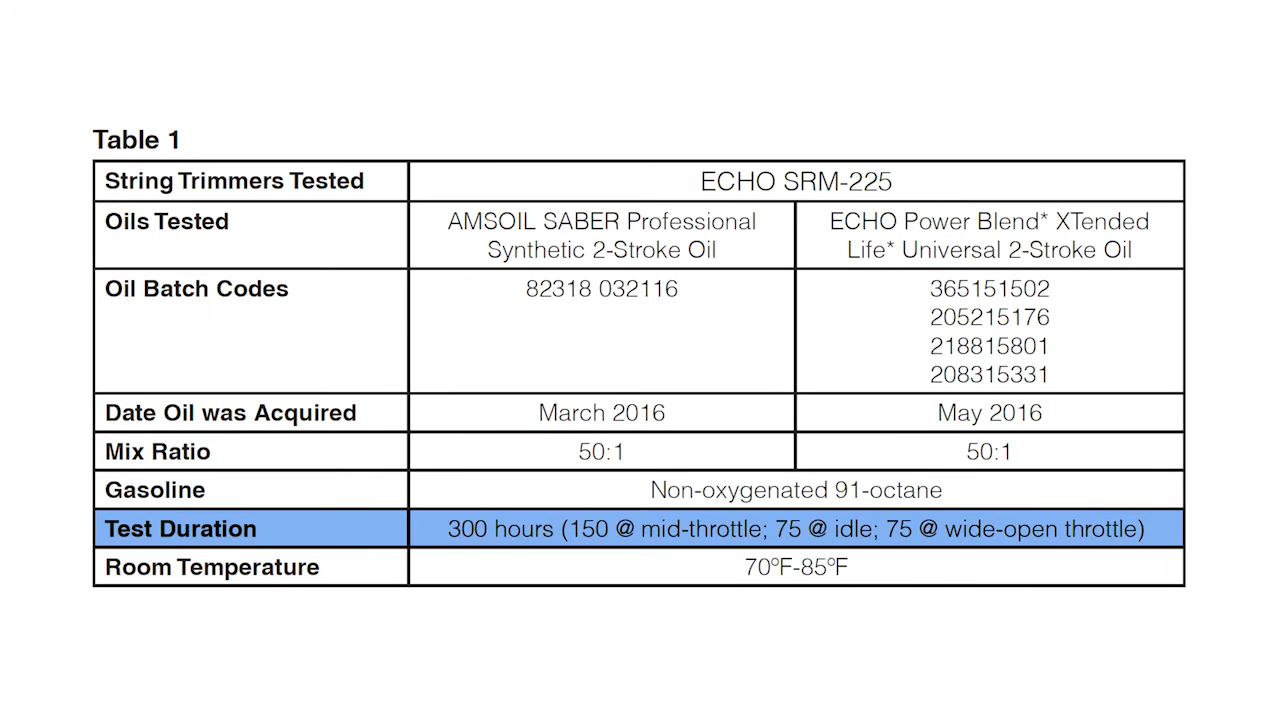 Table 1
String Trimmers Tested
ECHO SRM-225
Oils Tested
AMSOIL SABER Professional
Synthetic 2-Stroke Oil
ECHO Power Blend* XTended
Life* Universal 2-Stroke Oil
Oil Batch Codes
82318 032116
365151502
205215176
218815801
208315331
Date Oil was Acquired
March 2016
May 2016
Mix Ratio
50:1
50:1
Gasoline
Non-oxygenated 91-octane
Test Duration
300 hours (150 @ mid-throttle; 75 @ idle; 75 @ wide-open throttle)
Room Temperature
70ºF-85ºF